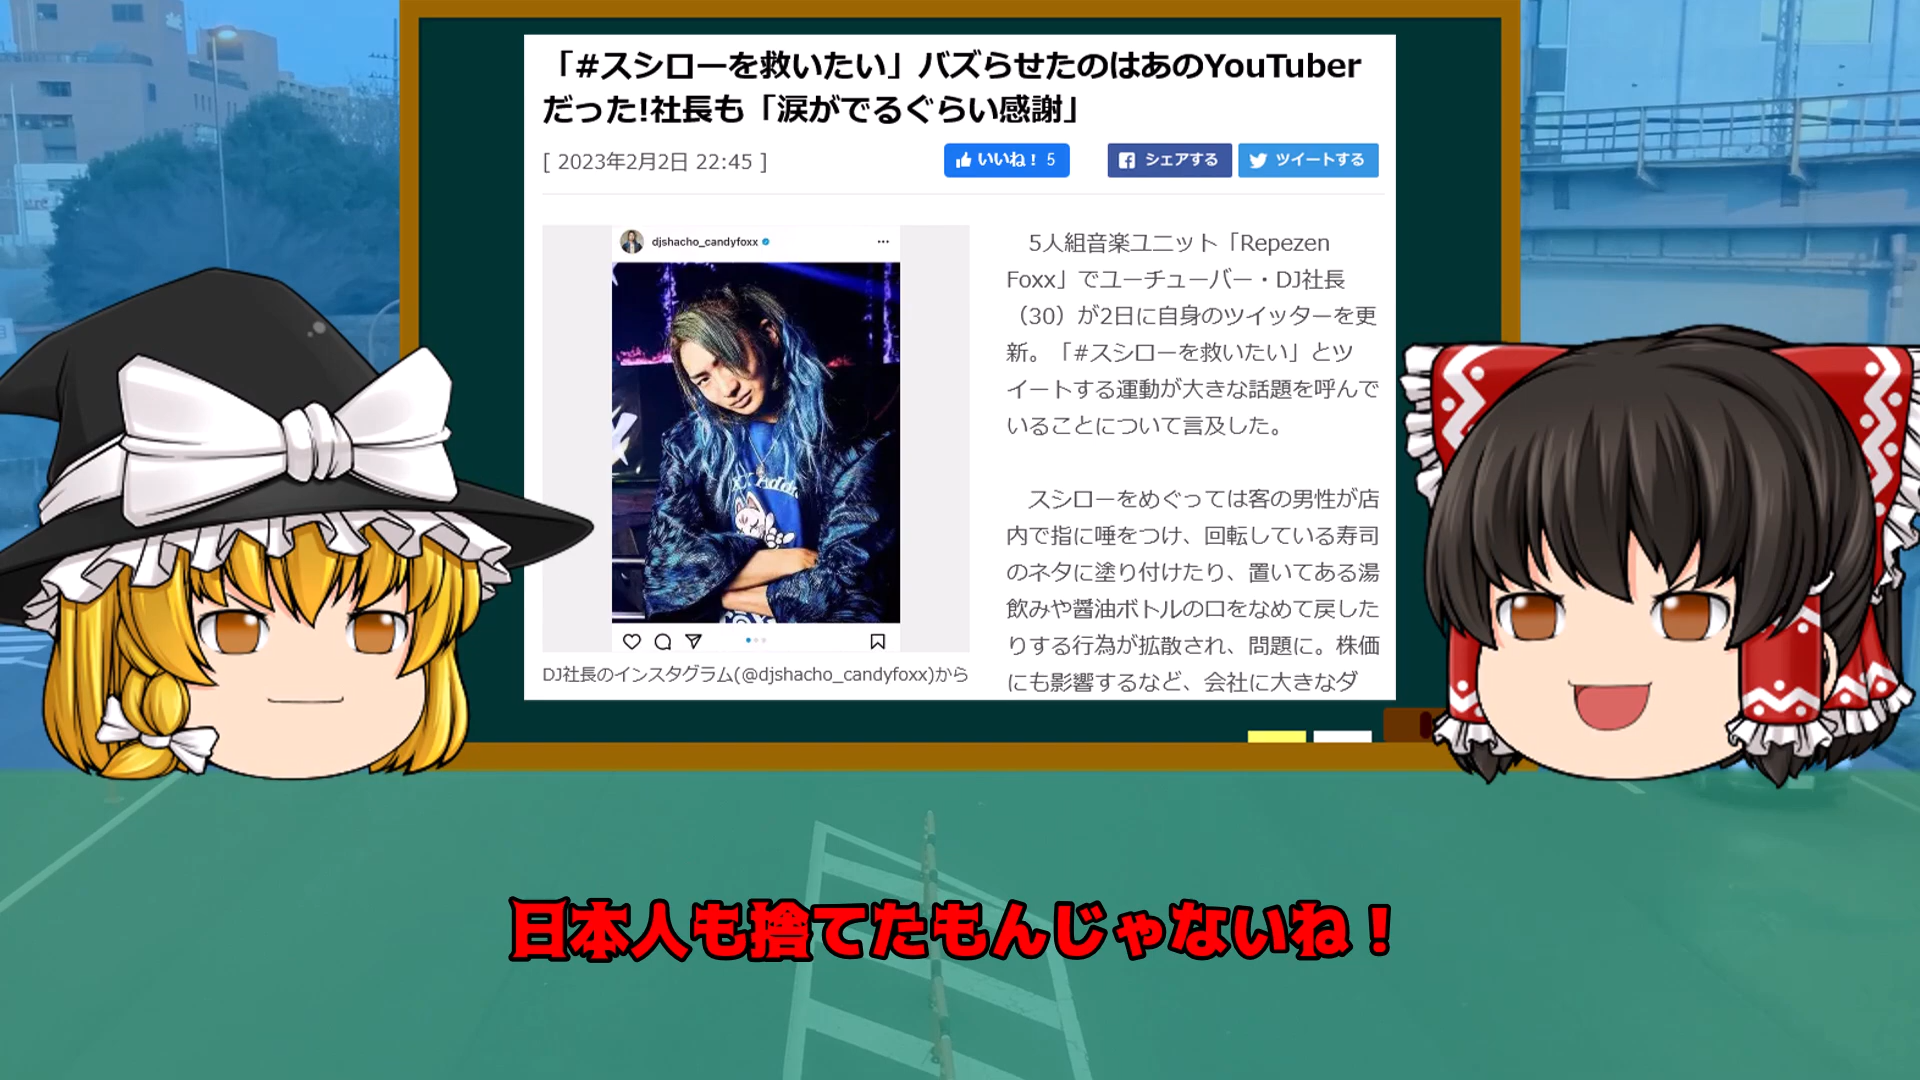 「#スシローを救いたい」バズらせたのはあのYouTuber
だった!社長も「涙がでるぐらい感謝」
[ 2023年2月2日 22:45 ]
いいね！ 5
シェアする
ツイートする
djshacho_candyfoxx
DJ社長のインスタグラム(@djshacho_candyfoxx)から
5人組音楽ユニット「Repezen
Foxx」でユーチューバー・DJ社長
（30）が2日に自身のツイッターを更
新。「#スシローを救いたい」とツ
イートする運動が大きな話題を呼んで
いることについて言及した。
スシローをめぐっては客の男性が店
内で指に唾をつけ、回転している寿司
のネタに塗り付けたり、置いてある湯
飲みや醤油ボトルの口をなめて戻した
りする行為が拡散され、問題に。株価
にも影響するなど、会社に大きなダ
日本人も捨てたもんじゃないね！